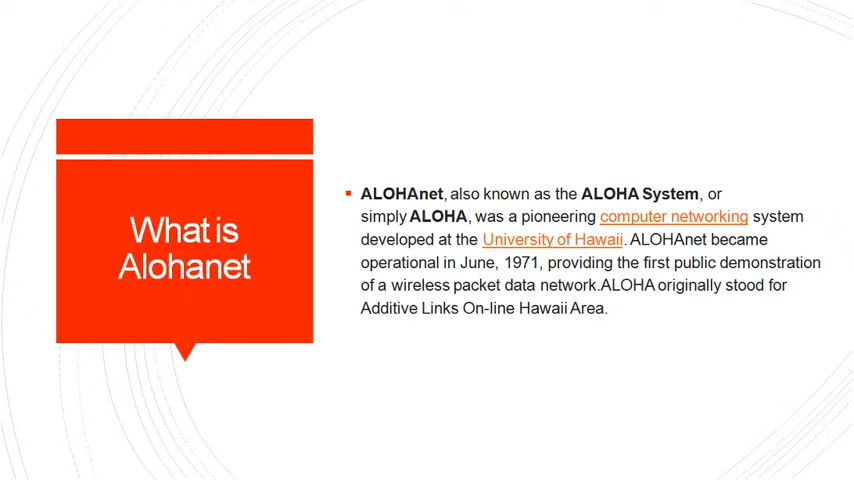 What is
Alohanet
▪ ALOHAnet, also known as the ALOHA System, or
simply ALOHA, was a pioneering computer networking system
developed at the University of Hawaii. ALOHAnet became
operational in June, 1971, providing the first public demonstration
of a wireless packet data network.ALOHA originally stood for
Additive Links On-line Hawaii Area.